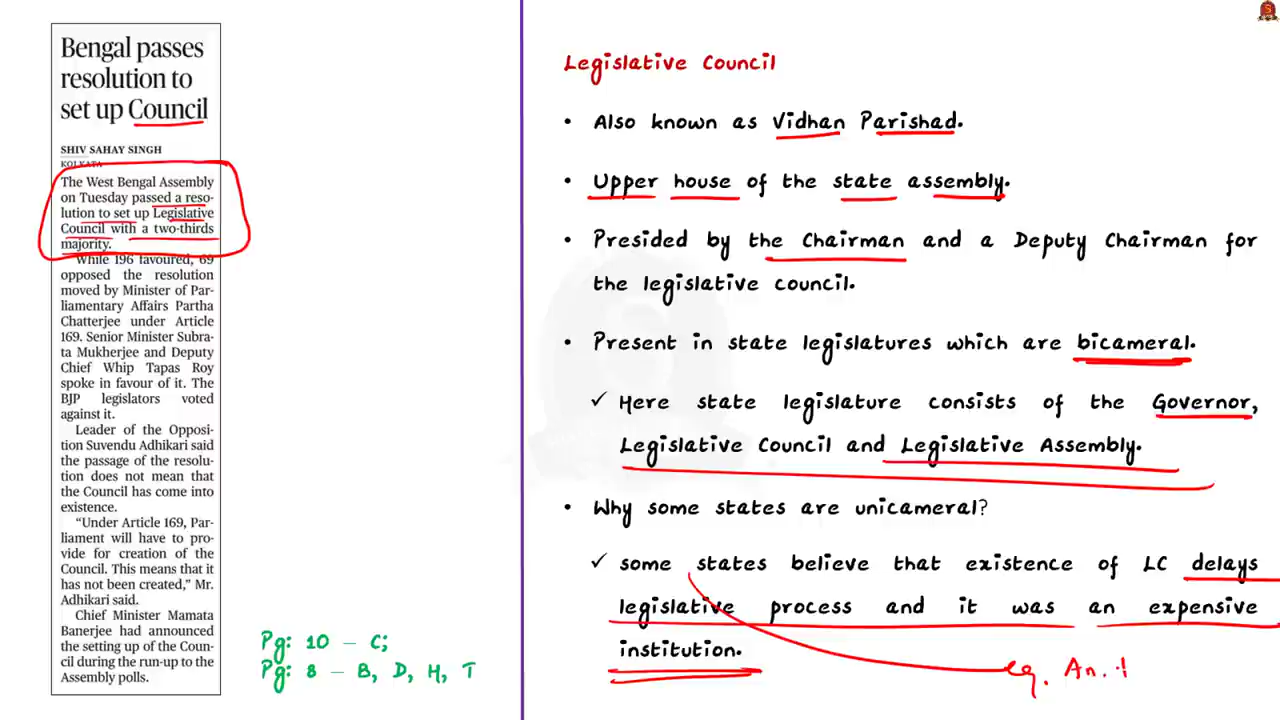 Bengal passes
resolution to
set up Council
SHIV SAHAY SINGH
KOLKATA
The West Bengal Assembly
on Tuesday passed a reso-
lution to set up Legislative
Council with a two-thirds
majority.
While 196 favoured, 69
opposed the resolution
moved by Minister of Par-
liamentary Affairs Partha
Chatterjee under Article
169. Senior Minister Subra-
ta Mukherjee and Deputy
Chief Whip Tapas Roy
spoke in favour of it. The
BJP legislators voted
against it.
Leader of the Opposi-
tion Suvendu Adhikari said
the passage of the resolu-
tion does not mean that
the Council has come into
existence.
"Under Article 169, Par-
liament will have to pro-
vide for creation of the
Council. This means that it
has not been created," Mr.
Adhikari said.
Chief Minister Mamata
Banerjee had announced
the setting up of the Coun-
cil during the run-up to the
Assembly polls.
Pg: 10 – C;
Pg: 8 – B, D, H, T
Legislative Council
• Also known as Vidhan Parishad.
• Upper house of the state assembly.
• Presided by the Chairman and a Deputy Chairman for
the legislative council.
• Present in state legislatures which are bicameral.
✓ Here state legislature consists of the Governor,
Legislative Council and Legislative Assembly.
• Why some states are unicameral?
✓ some states believe that existence of LC delays
legislative process and it was an expensive
institution.
eg. An.